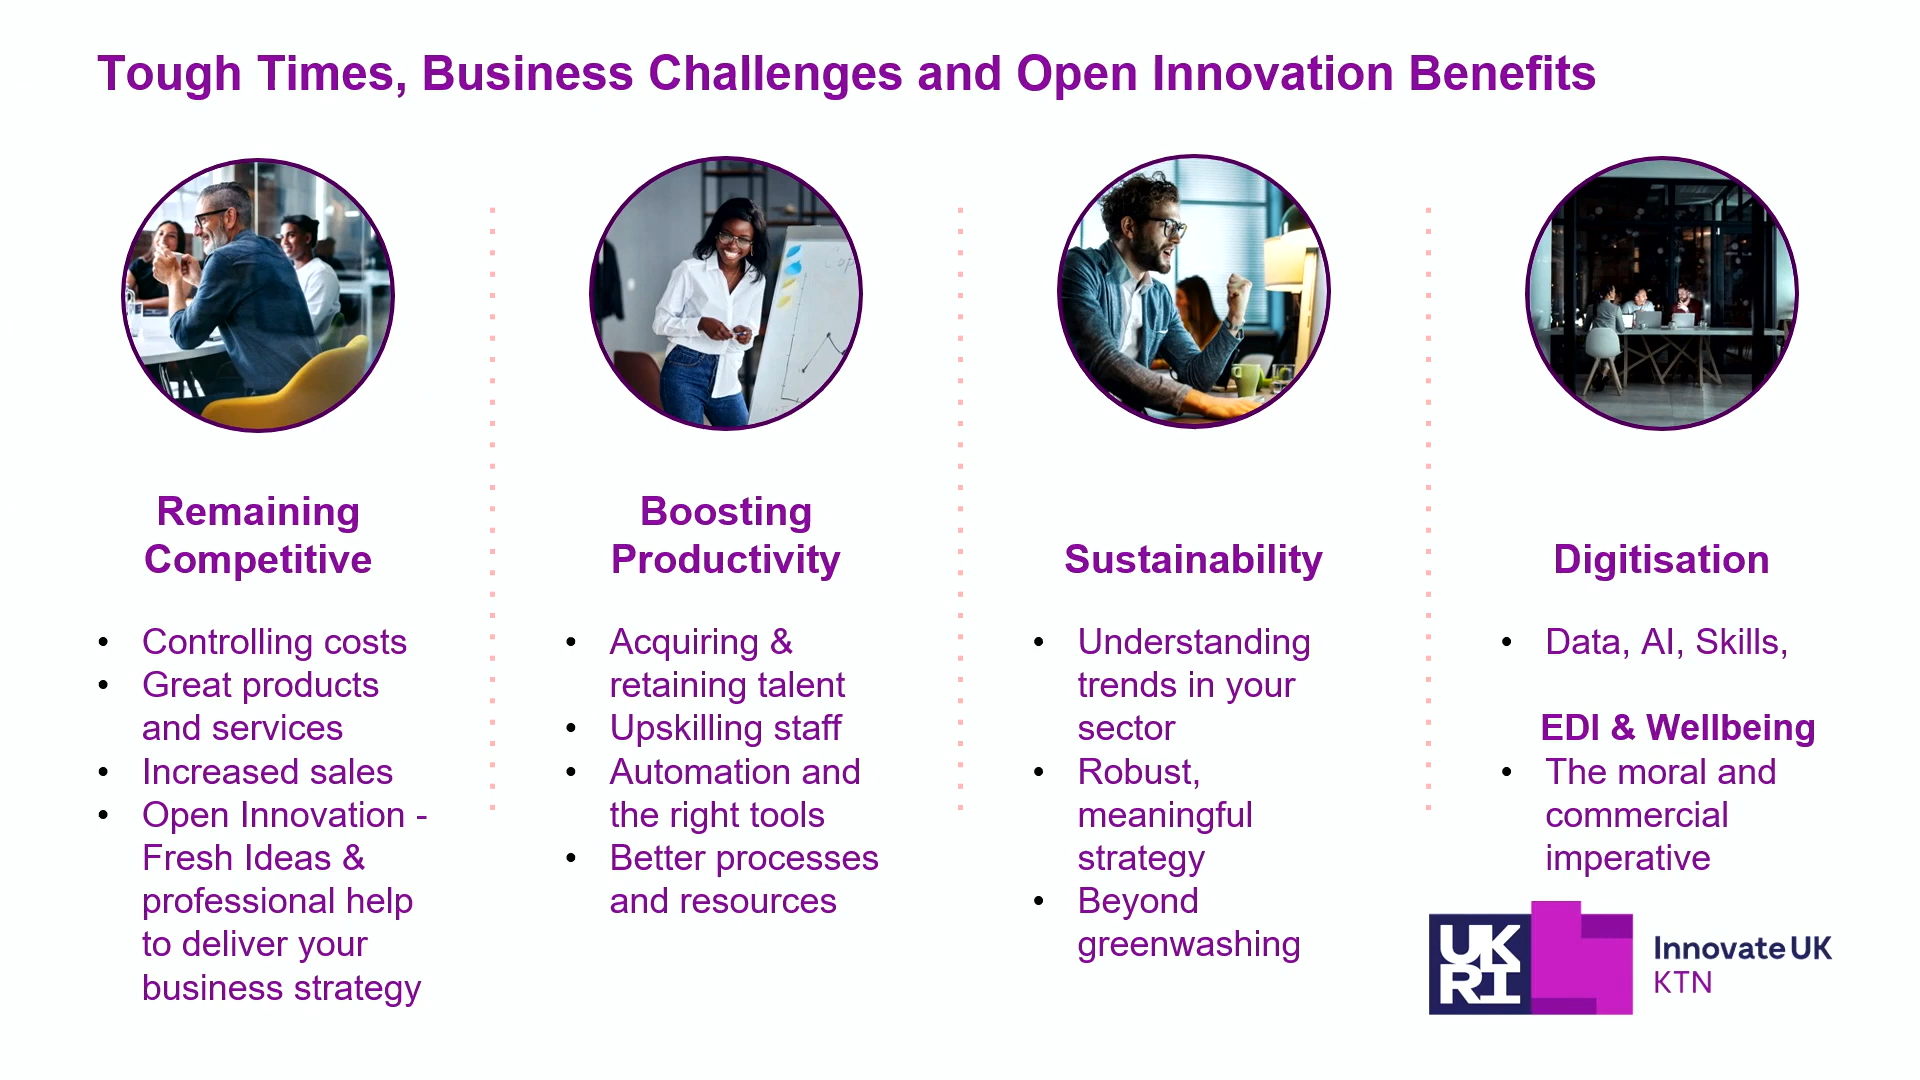 Tough Times, Business Challenges and Open Innovation Benefits
Remaining
Competitive
• Controlling costs
• Great products
and services
• Increased sales
• Open Innovation -
Fresh Ideas &
professional help
to deliver your
business strategy
Boosting
Productivity
• Acquiring &
retaining talent
• Upskilling staff
• Automation and
the right tools
• Better processes
and resources
Sustainability
• Understanding
trends in your
sector
• Robust,
meaningful
strategy
• Beyond
greenwashing
Digitisation
• Data, AI, Skills,
EDI & Wellbeing
• The moral and
commercial
imperative
UK
RI
Innovate UK
KTN